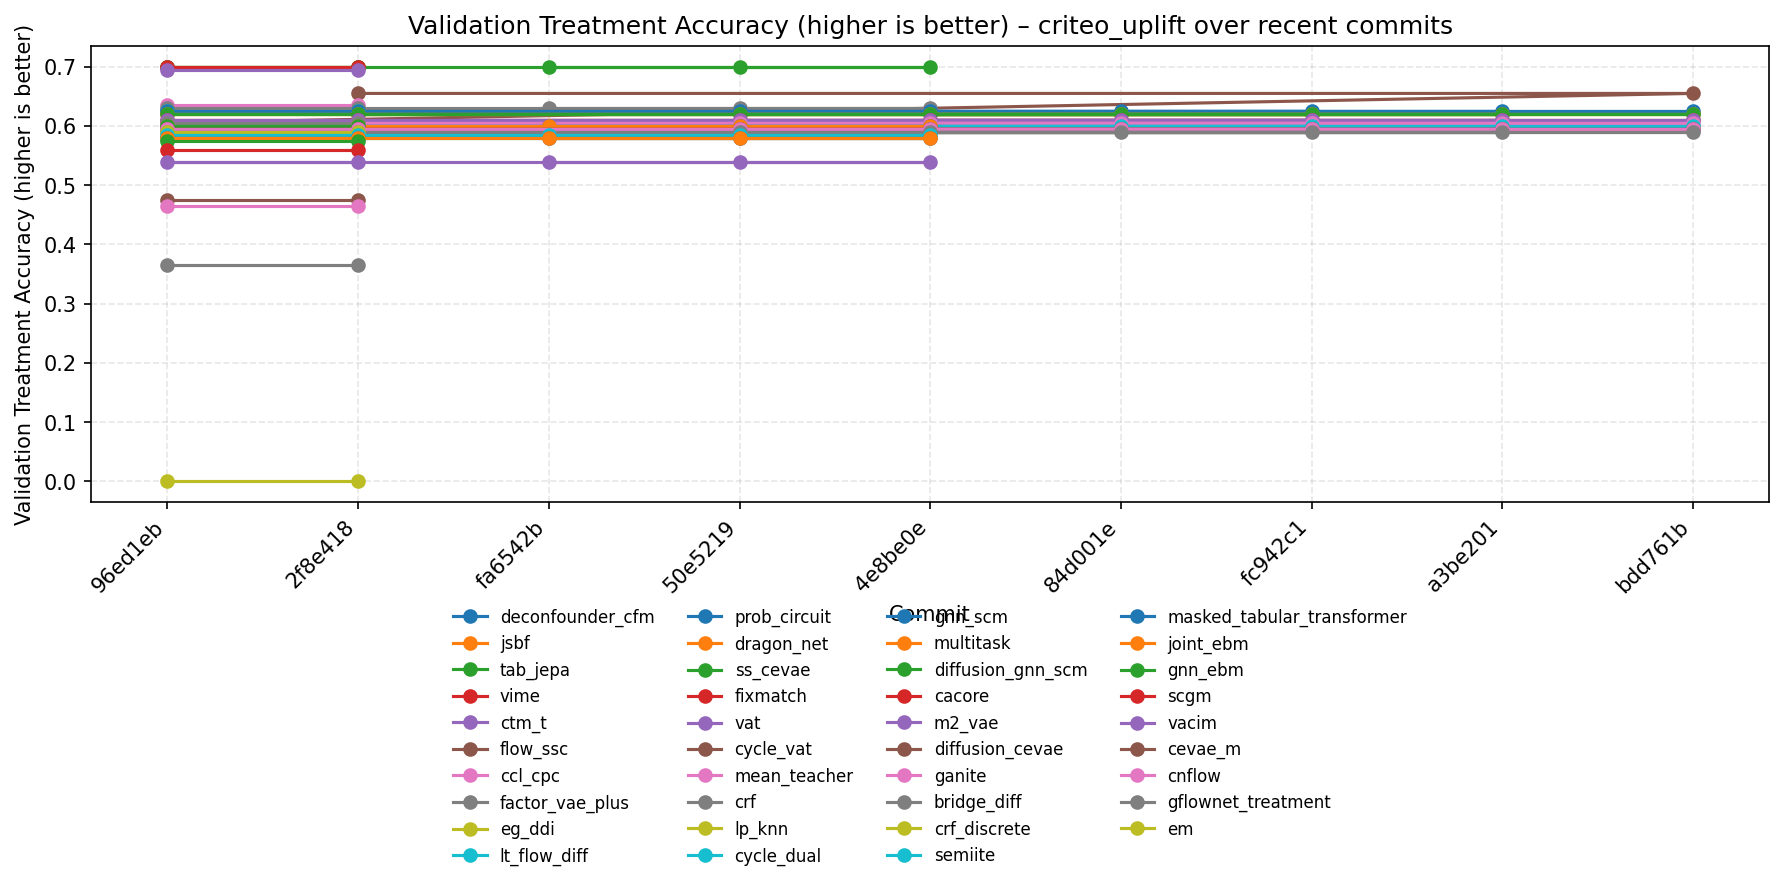 Validation Treatment Accuracy (higher is better) – criteo_uplift over recent commits
Validation Treatment Accuracy (higher is better)
0.7
0.6
0.5
0.4
0.3
0.2
0.1
0.0
96ed1eb
2f8e418
fa6542b
50e5219
4e8be0e
84d001e
fc942c1
a3be201
bdd761b
Commit
deconfounder_cfm
jsbf
tab_jepa
vime
ctm_t
flow_ssc
ccl_cpc
factor_vae_plus
eg_ddi
lt_flow_diff
prob_circuit
dragon_net
ss_cevae
fixmatch
vat
cycle_vat
mean_teacher
crf
lp_knn
cycle_dual
gnn_scm
multitask
diffusion_gnn_scm
cacore
m2_vae
diffusion_cevae
ganite
bridge_diff
crf_discrete
semiite
masked_tabular_transformer
joint_ebm
gnn_ebm
scgm
vacim
cevae_m
cnflow
gflownet_treatment
em